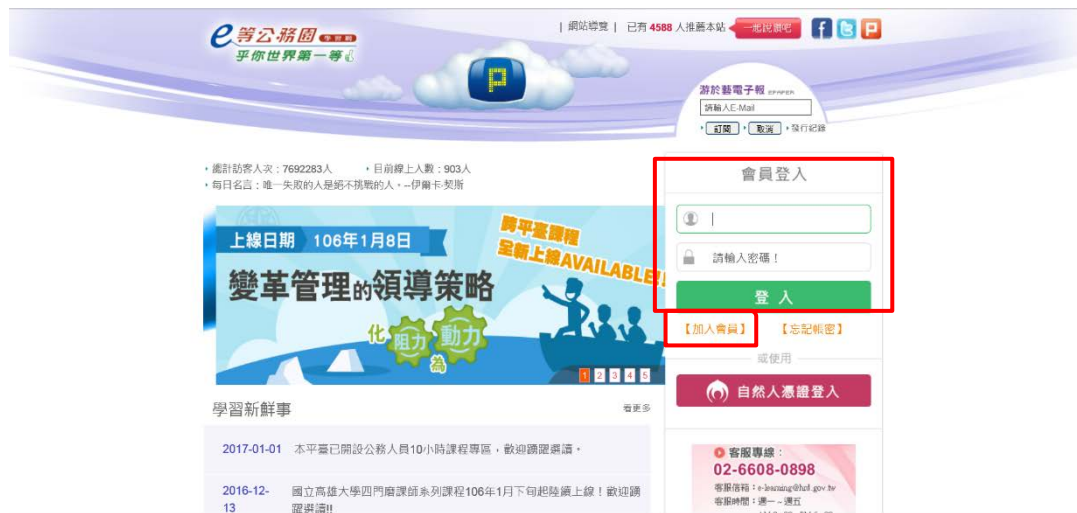 e等公務園 學習網
乎你世界第一等
| 網站導覽 | 已有 4588 人推薦本站
游於藝電子報 EPAPER
請輸入E-Mail
訂閱 取消 發行紀錄
總計訪客人次：7692283人 目前線上人數：903人
每日名言：唯一失敗的人是絕不挑戰的人。--伊爾卡·契斯
會員登入
請輸入密碼！
登 入
【加入會員】 【忘記帳密】
或使用
自然人憑證登入
上線日期 106年1月8日
跨平臺課程
全新上線AVAILABLE!!
變革管理的領導策略
化阻力為動力
1 2 3 4 5
學習新鮮事
看更多
2017-01-01 本平臺已開設公務人員10小時課程專區，歡迎踴躍選讀。
2016-12-13 國立高雄大學四門磨課師系列課程106年1月下旬起陸續上線！歡迎踴躍選讀!!
客服專線：
02-6608-0898
客服信箱：e-learning@hrd.gov.tw
客服時間：週一 ~ 週五